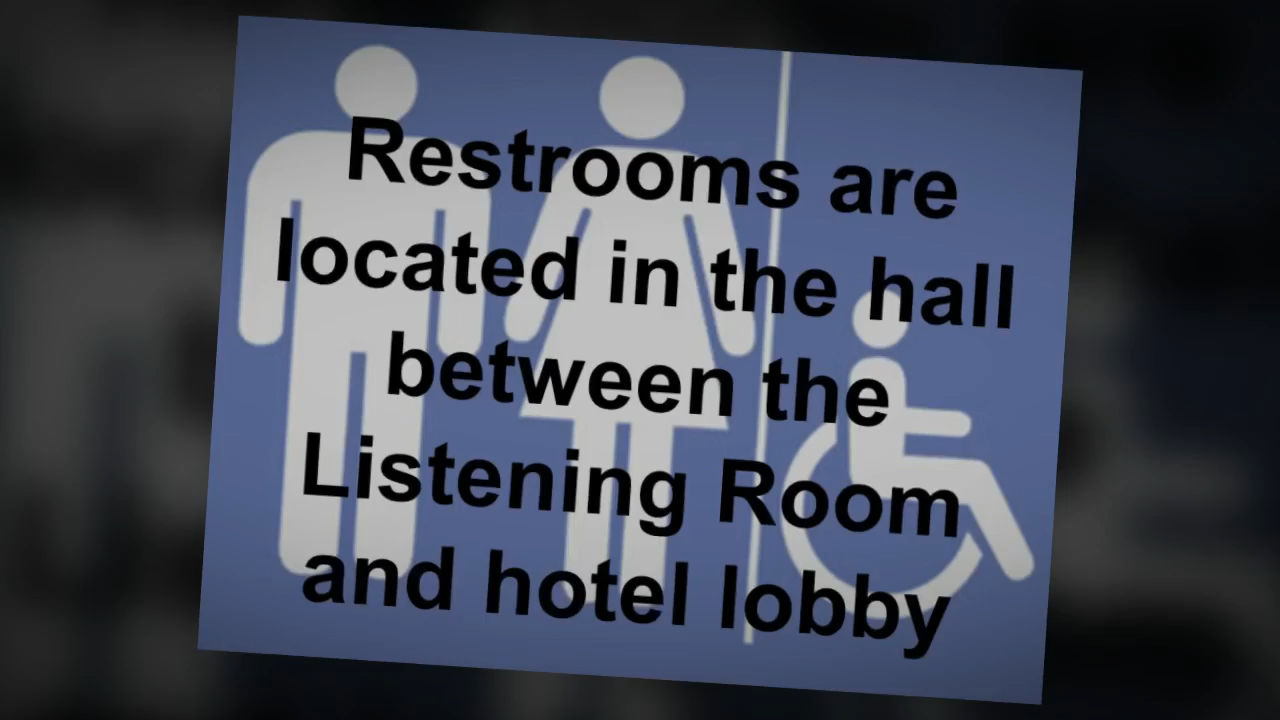 Restrooms are
located in the hall
between the
Listening Room
and hotel lobby